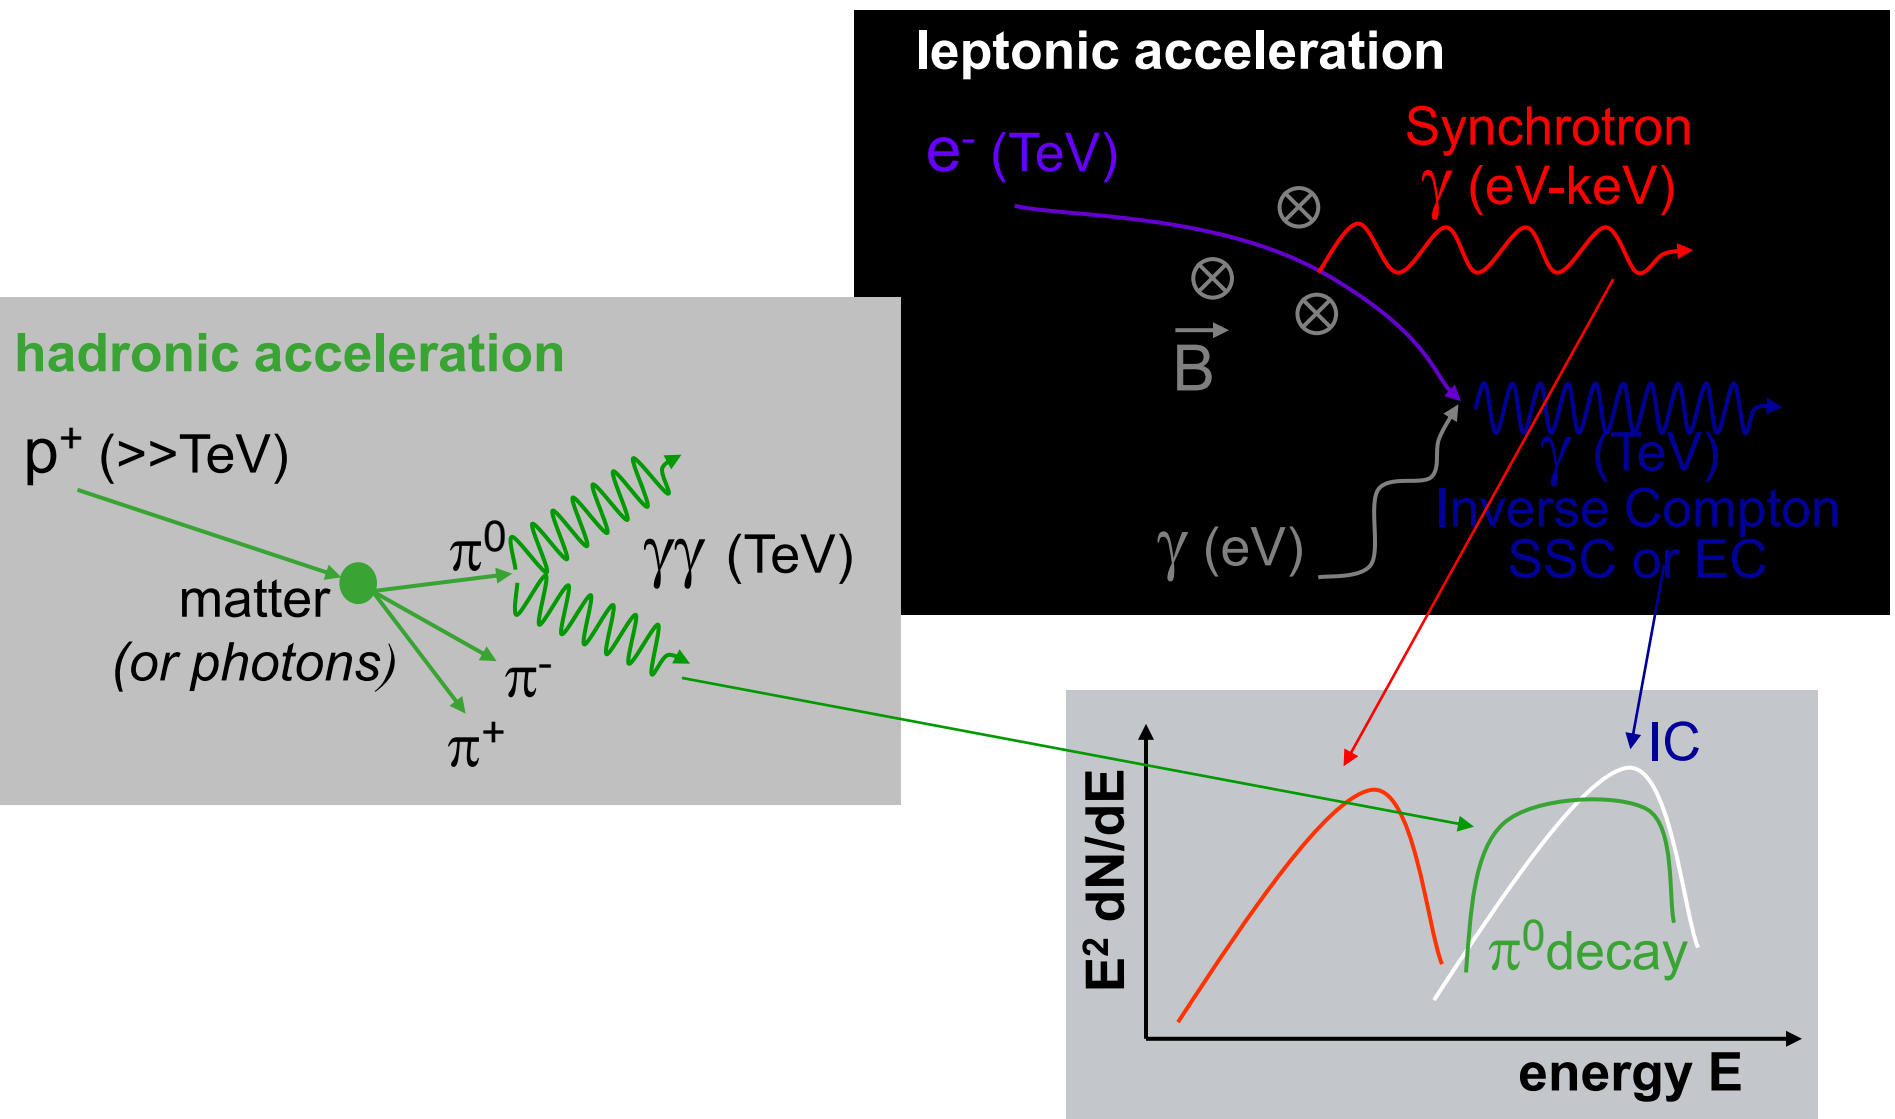 leptonic acceleration
e⁻ (TeV)
Synchrotron
γ (eV-keV)
B
γ (eV)
γ (TeV)
Inverse Compton
SSC or EC
hadronic acceleration
p⁺ (>>TeV)
π⁰
γγ (TeV)
matter
(or photons)
π⁻
π⁺
IC
E² dN/dE
π⁰decay
energy E